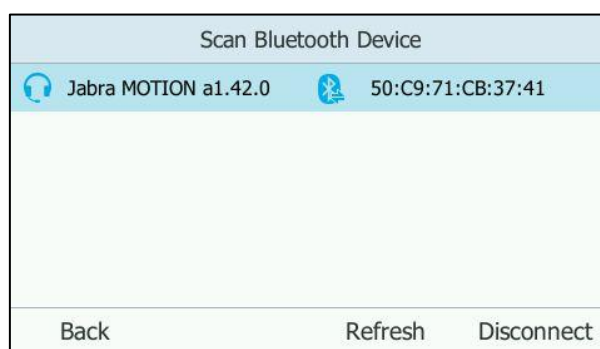 Scan Bluetooth Device
Jabra MOTION a1.42.0 50:C9:71:CB:37:41
Back Refresh Disconnect